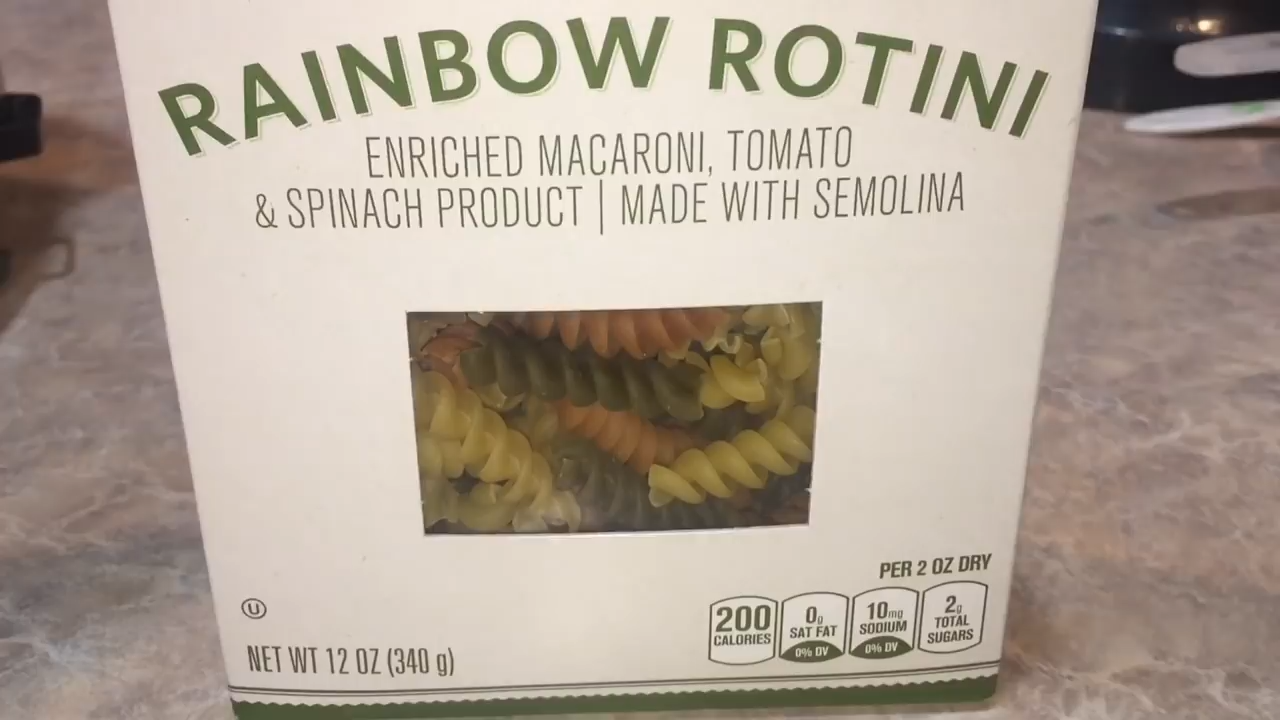 RAINBOW ROTINI
ENRICHED MACARONI, TOMATO
& SPINACH PRODUCT | MADE WITH SEMOLINA
PER 2 OZ DRY
200
CALORIES
0g
SAT FAT
0% DV
10mg
SODIUM
0% DV
2g
TOTAL
SUGARS
U
NET WT 12 OZ (340 g)